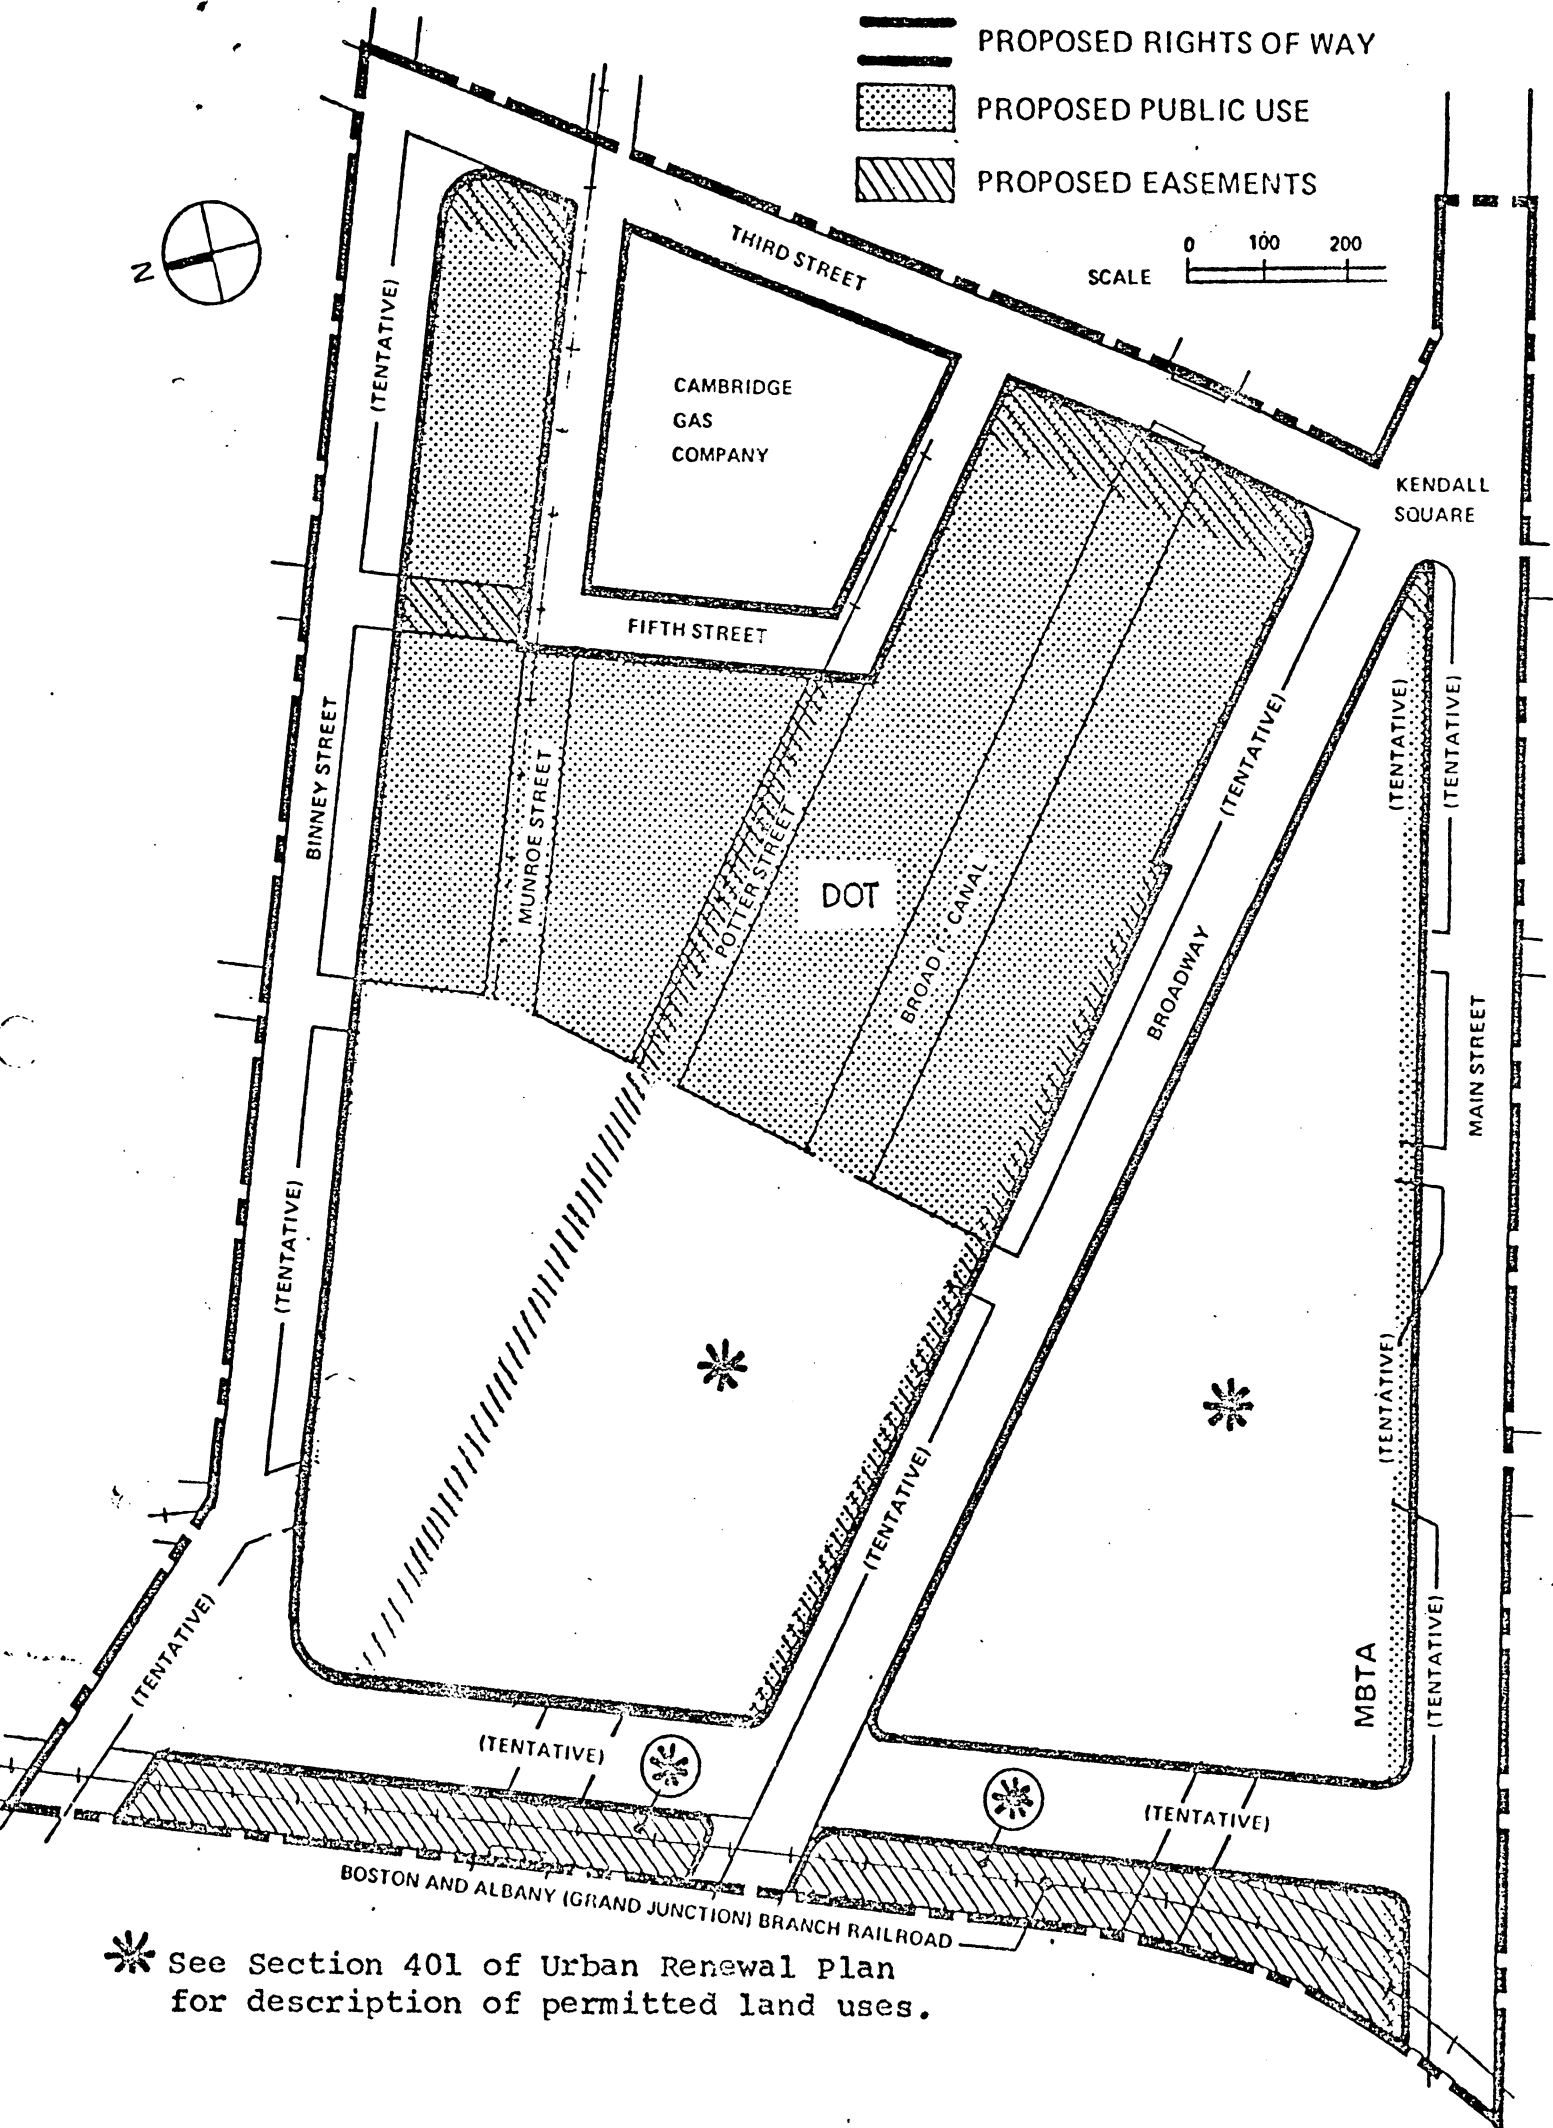 PROPOSED RIGHTS OF WAY
PROPOSED PUBLIC USE
PROPOSED EASEMENTS
0 100 200
SCALE
N
THIRD STREET
(TENTATIVE)
CAMBRIDGE
GAS
COMPANY
KENDALL
SQUARE
FIFTH STREET
BINNEY STREET
MUNROE STREET
POTTER STREET
DOT
BROAD CANAL
(TENTATIVE)
BROADWAY
(TENTATIVE)
(TENTATIVE)
MAIN STREET
(TENTATIVE)
(TENTATIVE)
(TENTATIVE)
(TENTATIVE)
(TENTATIVE)
MBTA
(TENTATIVE)
(TENTATIVE)
BOSTON AND ALBANY (GRAND JUNCTION) BRANCH RAILROAD
See Section 401 of Urban Renewal Plan
for description of permitted land uses.